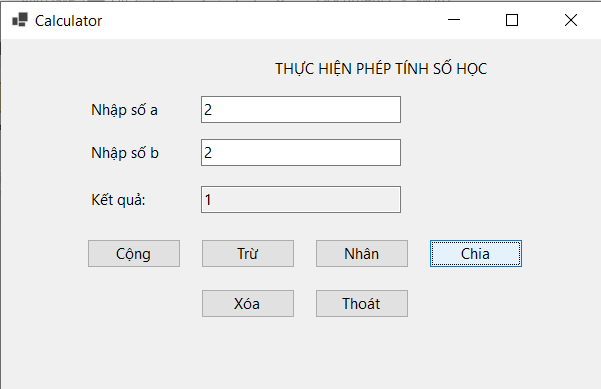 Calculator
THỰC HIỆN PHÉP TÍNH SỐ HỌC
Nhập số a 2
Nhập số b 2
Kết quả: 1
Cộng Trừ Nhân Chia
Xóa Thoát